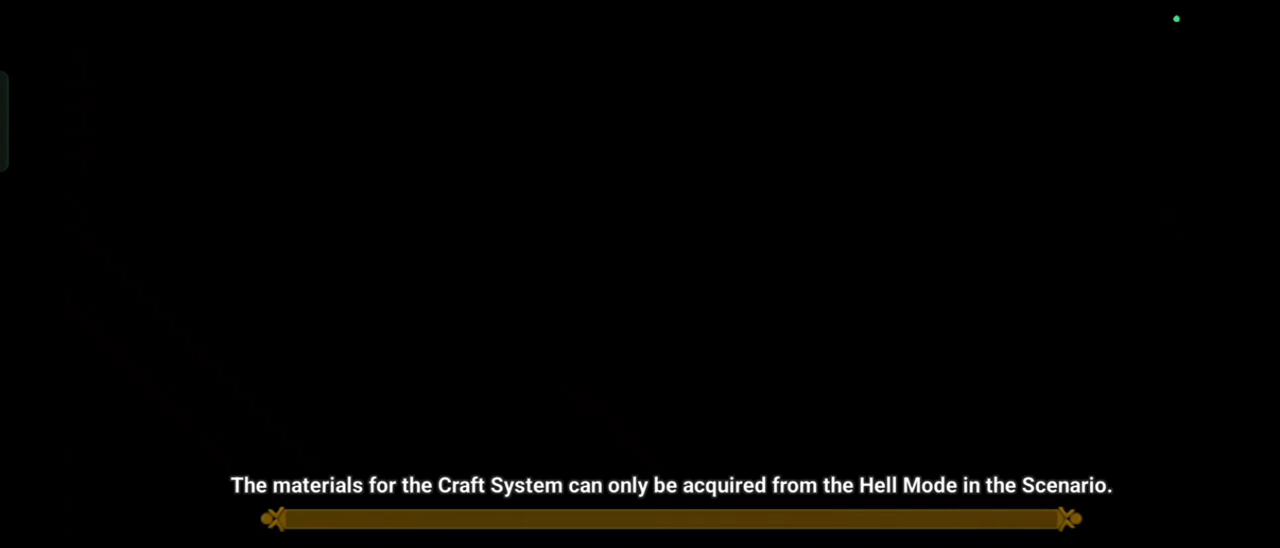 The materials for the Craft System can only be acquired from the Hell Mode in the Scenario.